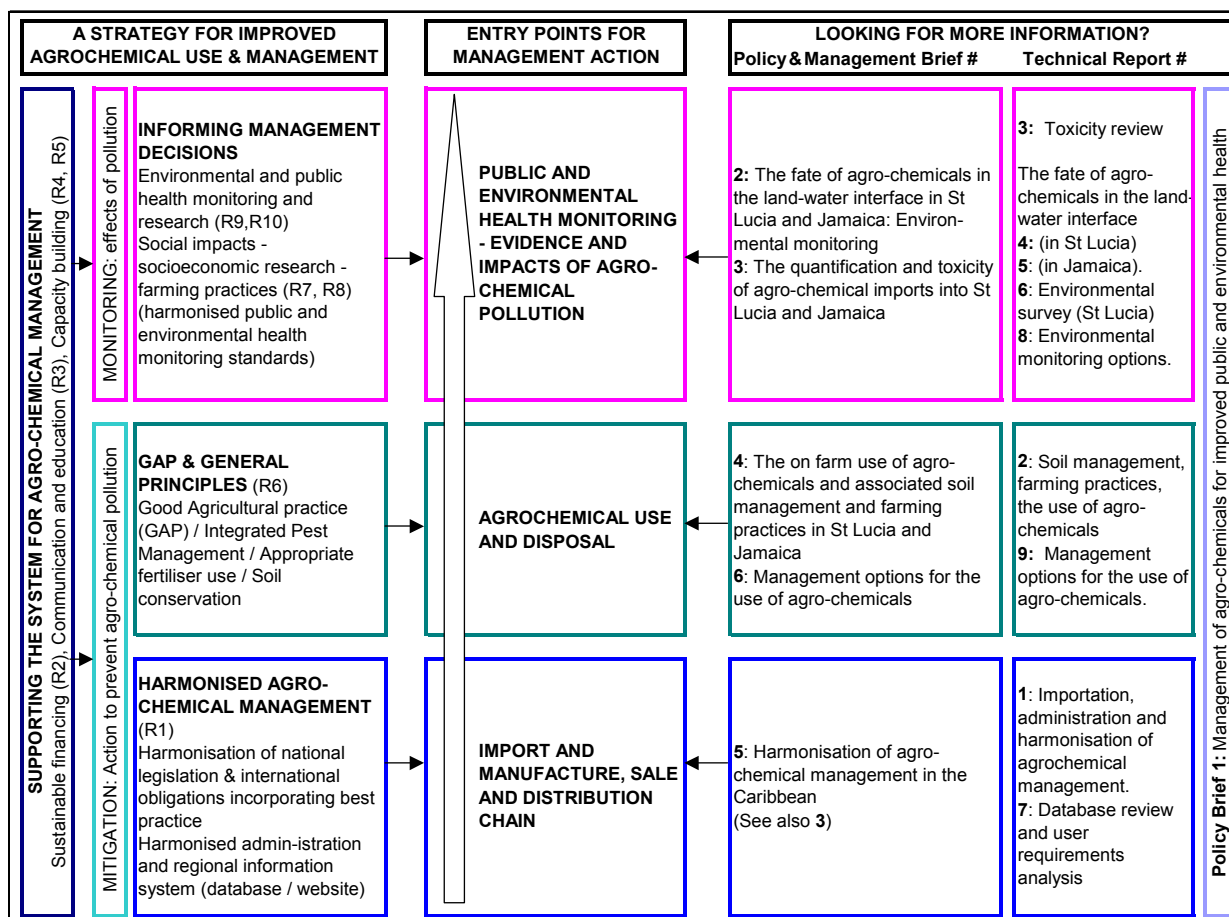 A STRATEGY FOR IMPROVED
AGROCHEMICAL USE & MANAGEMENT
ENTRY POINTS FOR
MANAGEMENT ACTION
LOOKING FOR MORE INFORMATION?
Policy & Management Brief #
Technical Report #
SUPPORTING THE SYSTEM FOR AGRO-CHEMICAL MANAGEMENT
Sustainable financing (R2), Communication and education (R3), Capacity building (R4, R5)
MONITORING: effects of pollution
INFORMING MANAGEMENT
DECISIONS
Environmental and public
health monitoring and
research (R9,R10)
Social impacts -
socioeconomic research -
farming practices (R7, R8)
(harmonised public and
environmental health
monitoring standards)
PUBLIC AND
ENVIRONMENTAL
HEALTH MONITORING
- EVIDENCE AND
IMPACTS OF AGRO-
CHEMICAL
POLLUTION
2: The fate of agro-chemicals in
the land-water interface in St
Lucia and Jamaica: Environ-
mental monitoring
3: The quantification and toxicity
of agro-chemical imports into St
Lucia and Jamaica
3: Toxicity review
The fate of agro-
chemicals in the land-
water interface
4: (in St Lucia)
5: (in Jamaica).
6: Environmental
survey (St Lucia)
8: Environmental
monitoring options.
MITIGATION: Action to prevent agro-chemical pollution
GAP & GENERAL
PRINCIPLES (R6)
Good Agricultural practice
(GAP) / Integrated Pest
Management / Appropriate
fertiliser use / Soil
conservation
AGROCHEMICAL USE
AND DISPOSAL
4: The on farm use of agro-
chemicals and associated soil
management and farming
practices in St Lucia and
Jamaica
6: Management options for the
use of agro-chemicals
2: Soil management,
farming practices,
the use of agro-
chemicals
9: Management
options for the use of
agro-chemicals.
HARMONISED AGRO-
CHEMICAL MANAGEMENT
(R1)
Harmonisation of national
legislation & international
obligations incorporating best
practice
Harmonised admin-istration
and regional information
system (database / website)
IMPORT AND
MANUFACTURE, SALE
AND DISTRIBUTION
CHAIN
5: Harmonisation of agro-
chemical management in the
Caribbean
(See also 3)
1: Importation,
administration and
harmonisation of
agrochemical
management.
7: Database review
and user
requirements
analysis
Policy Brief 1: Management of agro-chemicals for improved public and environmental health